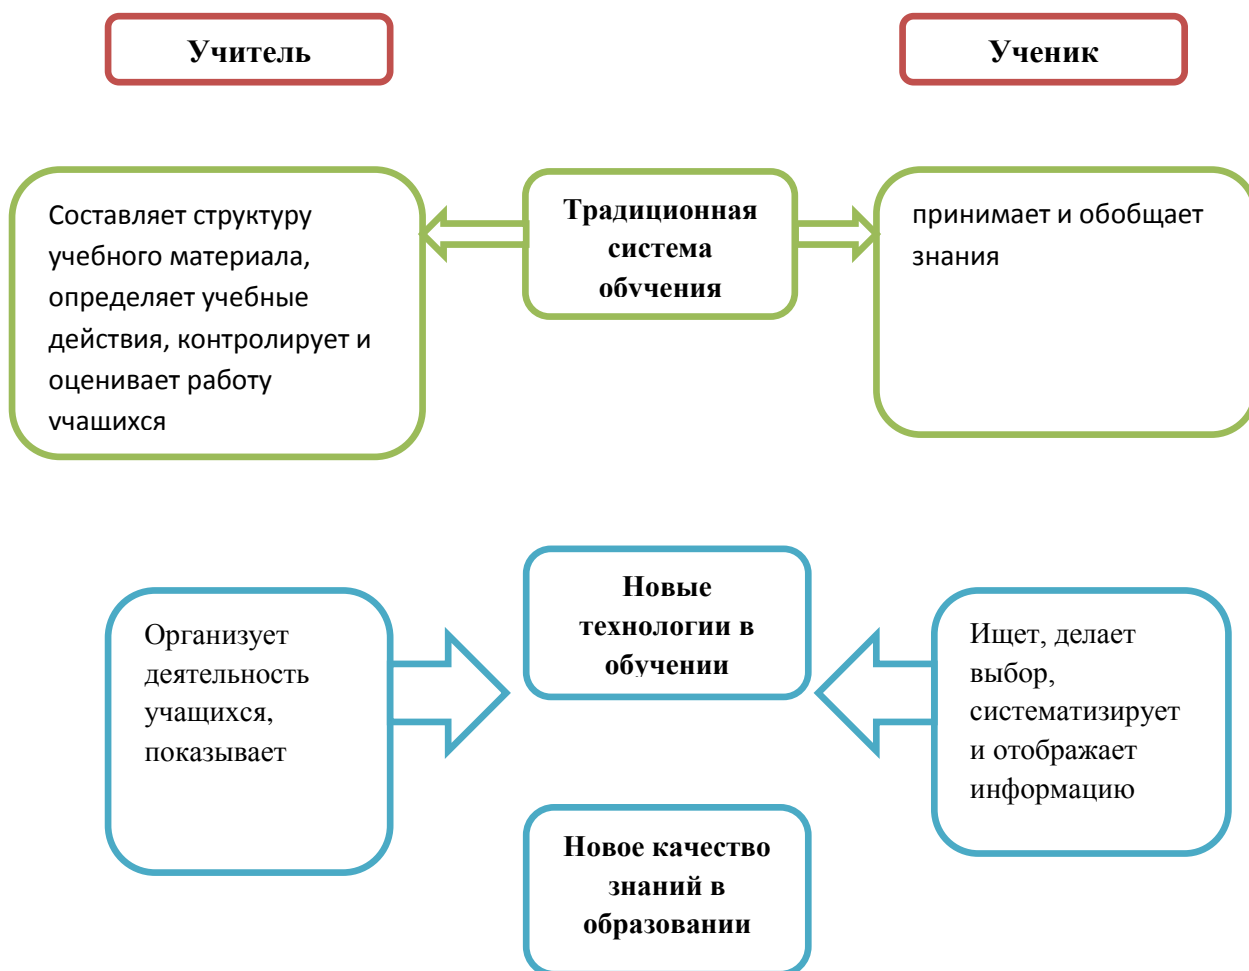 Учитель
Ученик
Составляет структуру
учебного материала,
определяет учебные
действия, контролирует и
оценивает работу
учащихся
Традиционная
система
обучения
принимает и обобщает
знания
Организует
деятельность
учащихся,
показывает
Новые
технологии в
обучении
Ищет, делает
выбор,
систематизирует
и отображает
информацию
Новое качество
знаний в
образовании